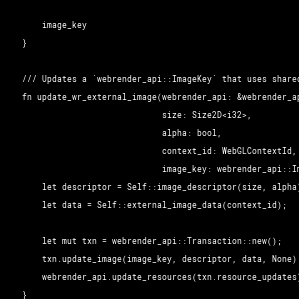 image_key
}
/// Updates a `webrender_api::ImageKey` that uses shared
fn update_wr_external_image(webrender_api: &webrender_ap
size: Size2D<i32>,
alpha: bool,
context_id: WebGLContextId,
image_key: webrender_api::Im
let descriptor = Self::image_descriptor(size, alpha
let data = Self::external_image_data(context_id);
let mut txn = webrender_api::Transaction::new();
txn.update_image(image_key, descriptor, data, None)
webrender_api.update_resources(txn.resource_updates
}